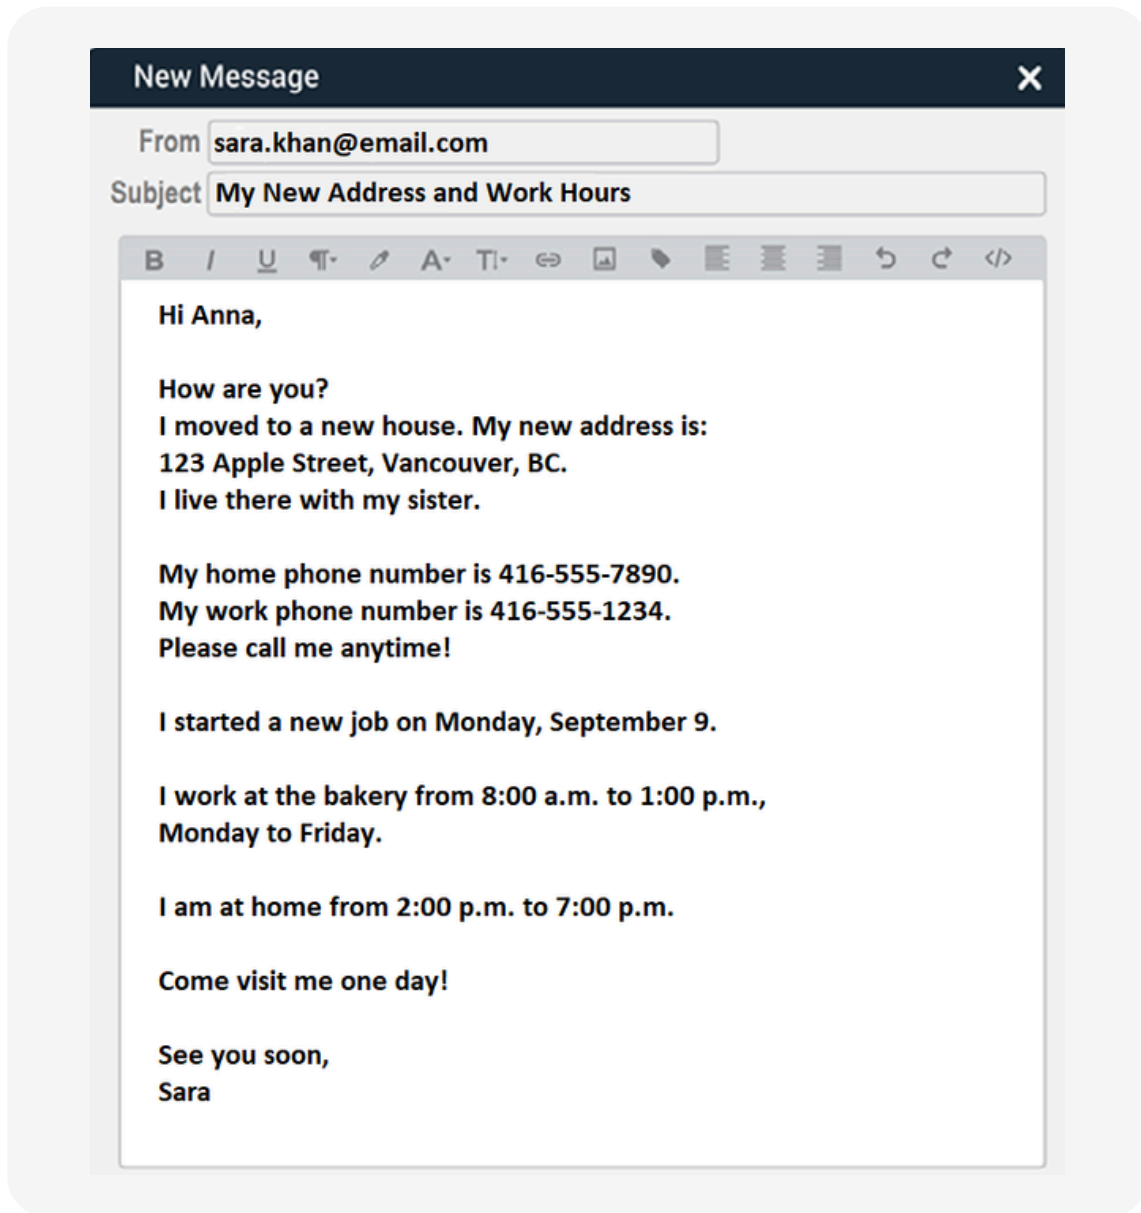 New Message
From sara.khan@email.com
Subject My New Address and Work Hours
B I U ¶ A T </>
Hi Anna,
How are you?
I moved to a new house. My new address is:
123 Apple Street, Vancouver, BC.
I live there with my sister.
My home phone number is 416-555-7890.
My work phone number is 416-555-1234.
Please call me anytime!
I started a new job on Monday, September 9.
I work at the bakery from 8:00 a.m. to 1:00 p.m.,
Monday to Friday.
I am at home from 2:00 p.m. to 7:00 p.m.
Come visit me one day!
See you soon,
Sara